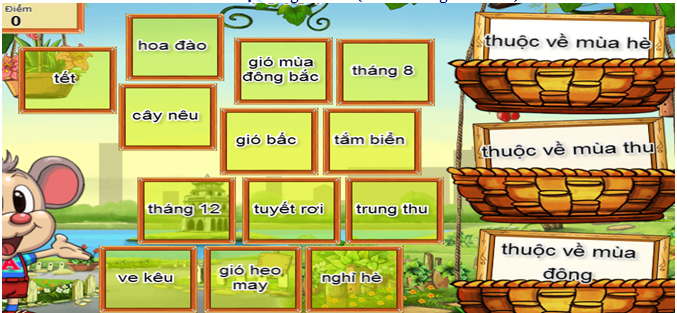 Điểm
0
tết
hoa đào
gió mùa
đông bắc
tháng 8
cây nêu
gió bấc
tắm biển
tháng 12
tuyết rơi
trung thu
ve kêu
gió heo
may
nghỉ hè
thuộc về mùa hè
thuộc về mùa thu
thuộc về mùa
đông